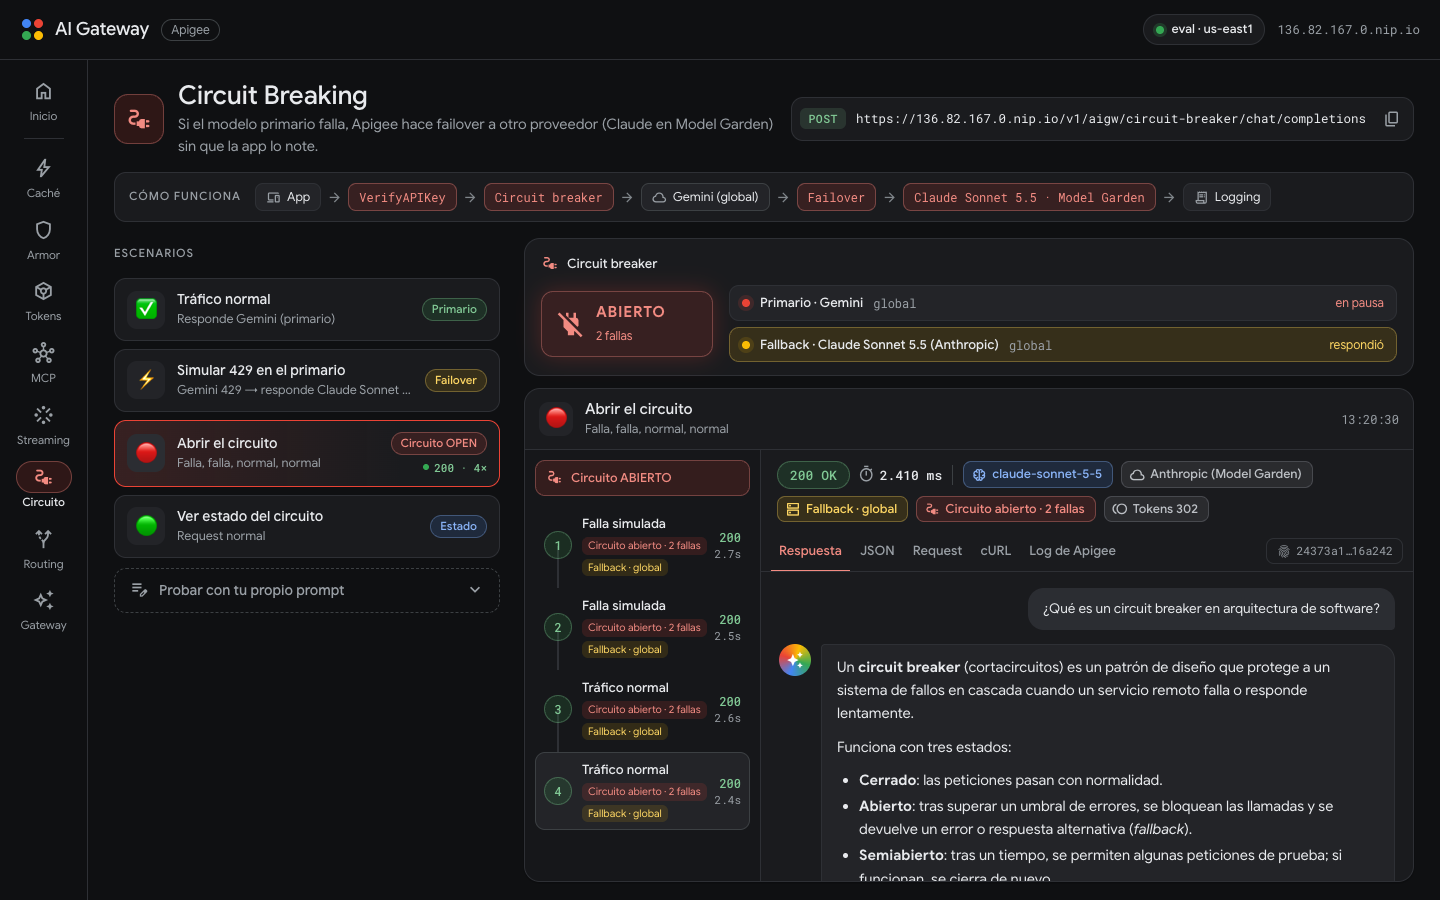 AI Gateway
Apigee
eval · us-east1
136.82.167.0.nip.io
Inicio
Caché
Armor
Tokens
MCP
Streaming
Circuito
Routing
Gateway
Circuit Breaking
Si el modelo primario falla, Apigee hace failover a otro proveedor (Claude en Model Garden)
sin que la app lo note.
POST
https://136.82.167.0.nip.io/v1/aigw/circuit-breaker/chat/completions
CÓMO FUNCIONA
App → VerifyAPIKey → Circuit breaker → Gemini (global) → Failover → Claude Sonnet 5.5 · Model Garden → Logging
ESCENARIOS
Tráfico normal
Responde Gemini (primario)
Primario
Simular 429 en el primario
Gemini 429 → responde Claude Sonnet ...
Failover
Abrir el circuito
Falla, falla, normal, normal
Circuito OPEN
200 · 4×
Ver estado del circuito
Request normal
Estado
Probar con tu propio prompt
Circuit breaker
ABIERTO
2 fallas
Primario · Gemini global
en pausa
Fallback · Claude Sonnet 5.5 (Anthropic) global
respondió
Abrir el circuito
Falla, falla, normal, normal
13:20:30
Circuito ABIERTO
1
Falla simulada
Circuito abierto · 2 fallas
Fallback · global
200
2.7s
2
Falla simulada
Circuito abierto · 2 fallas
Fallback · global
200
2.5s
3
Tráfico normal
Circuito abierto · 2 fallas
Fallback · global
200
2.6s
4
Tráfico normal
Circuito abierto · 2 fallas
Fallback · global
200
2.4s
200 OK
2.410 ms
claude-sonnet-5-5
Anthropic (Model Garden)
Fallback · global
Circuito abierto · 2 fallas
Tokens 302
Respuesta
JSON
Request
cURL
Log de Apigee
24373a1…16a242
¿Qué es un circuit breaker en arquitectura de software?
Un circuit breaker (cortacircuitos) es un patrón de diseño que protege a un
sistema de fallos en cascada cuando un servicio remoto falla o responde
lentamente.
Funciona con tres estados:
• Cerrado: las peticiones pasan con normalidad.
• Abierto: tras superar un umbral de errores, se bloquean las llamadas y se
devuelve un error o respuesta alternativa (fallback).
• Semiabierto: tras un tiempo, se permiten algunas peticiones de prueba; si
funcionan, se cierra de nuevo.